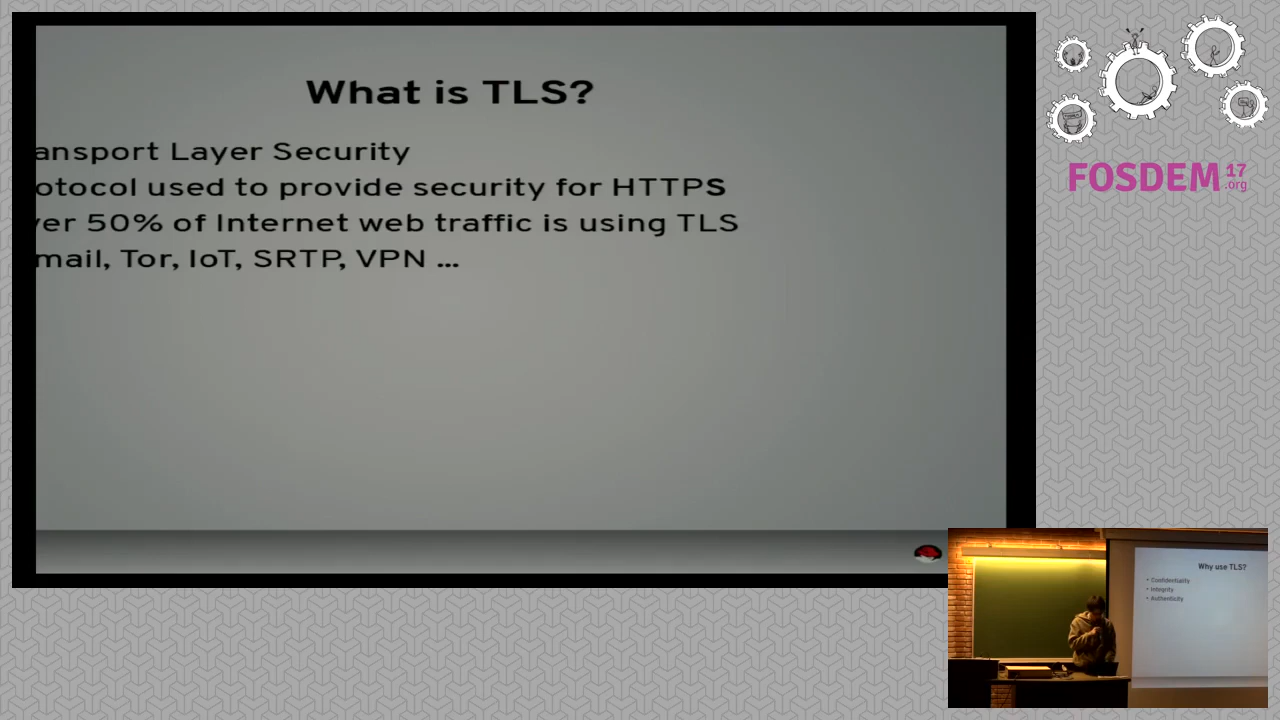 What is TLS?
ansport Layer Security
otocol used to provide security for HTTPS
ver 50% of Internet web traffic is using TLS
mail, Tor, IoT, SRTP, VPN ...
FOSDEM 17
.org
Why use TLS?
• Confidentiality
• Integrity
• Authenticity